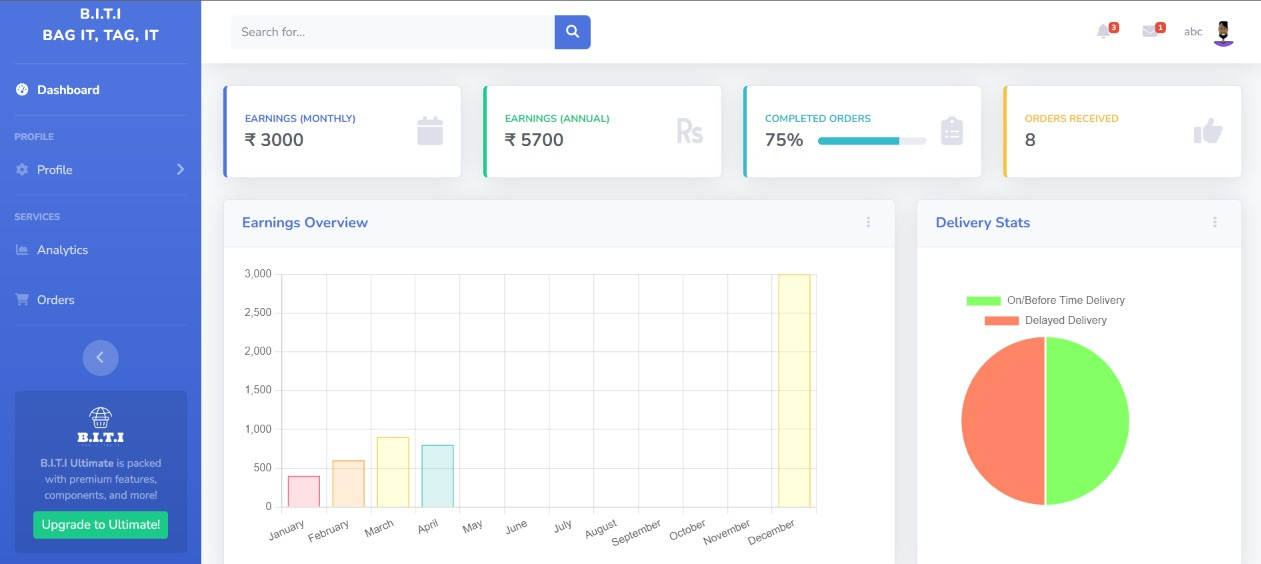 B.I.T.I
BAG IT, TAG, IT
Dashboard
PROFILE
Profile
SERVICES
Analytics
Orders
B.I.T.I
B.I.T.I Ultimate is packed
with premium features,
components, and more!
Upgrade to Ultimate!
Search for...
3
1
abc
EARNINGS (MONTHLY)
₹ 3000
EARNINGS (ANNUAL)
₹ 5700
Rs
COMPLETED ORDERS
75%
ORDERS RECEIVED
8
Earnings Overview
3,000
2,500
2,000
1,500
1,000
500
0
January
February
March
April
May
June
July
August
September
October
November
December
Delivery Stats
On/Before Time Delivery
Delayed Delivery